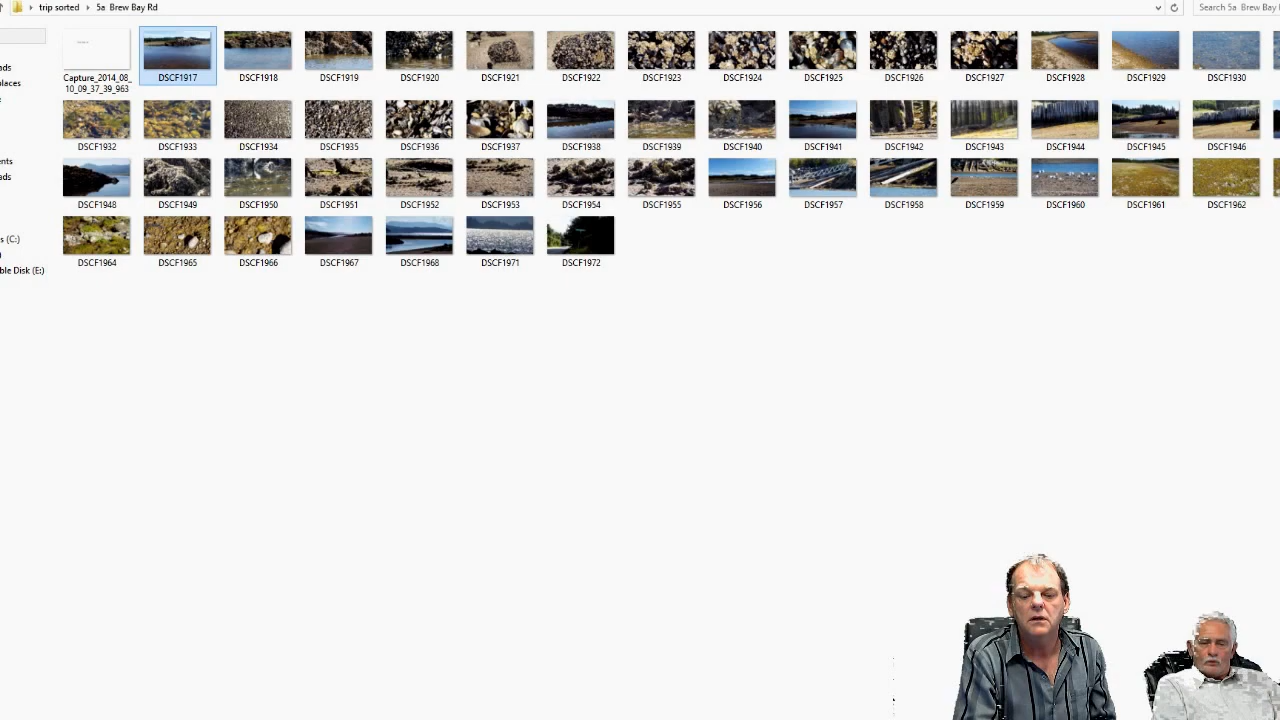 trip sorted 5a Brew Bay Rd Search 5a Brew Bay
DSCF1917 DSCF1918 DSCF1919 DSCF1920 DSCF1921 DSCF1922 DSCF1923 DSCF1924 DSCF1925 DSCF1926 DSCF1927 DSCF1928 DSCF1929 DSCF1930
Capture_2014_08_
10_09_37_39_963
ads
places
DSCF1932 DSCF1933 DSCF1934 DSCF1935 DSCF1936 DSCF1937 DSCF1938 DSCF1939 DSCF1940 DSCF1941 DSCF1942 DSCF1943 DSCF1944 DSCF1945 DSCF1946
ents
ads
DSCF1948 DSCF1949 DSCF1950 DSCF1951 DSCF1952 DSCF1953 DSCF1954 DSCF1955 DSCF1956 DSCF1957 DSCF1958 DSCF1959 DSCF1960 DSCF1961 DSCF1962
s (C:)
DSCF1964 DSCF1965 DSCF1966 DSCF1967 DSCF1968 DSCF1971 DSCF1972
ble Disk (E:)